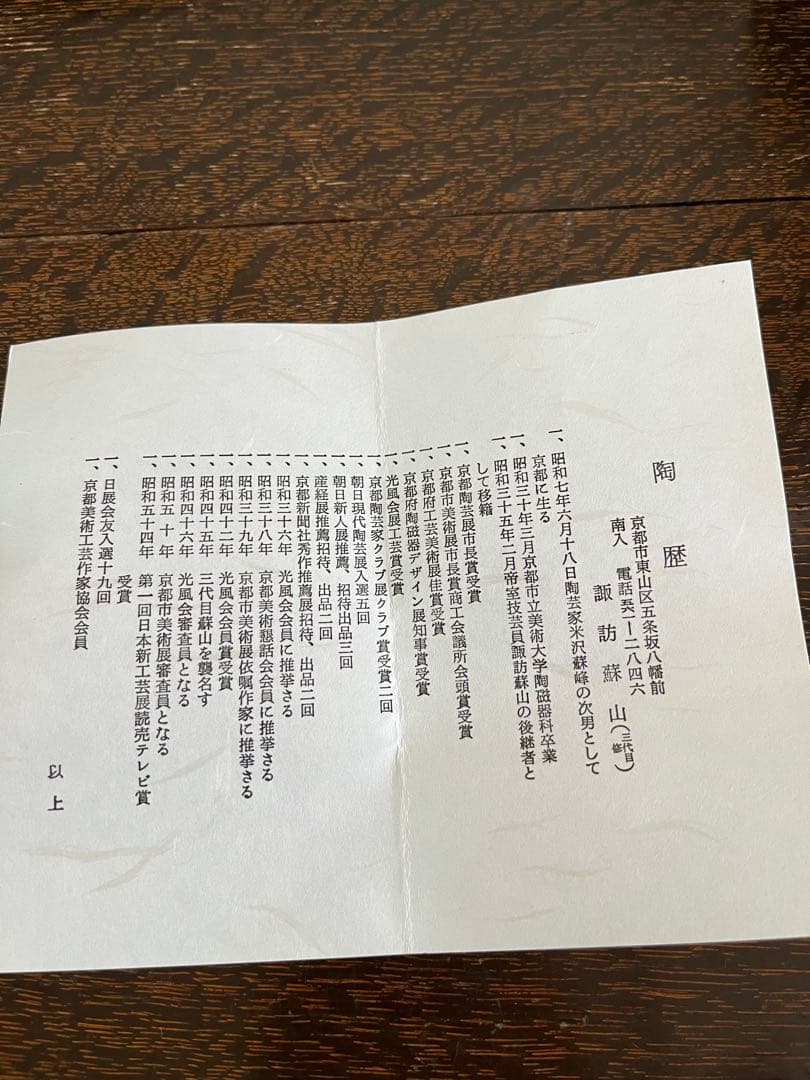 陶歴
京都市東山区五条坂八幡前
南入 電話 五六一ー二八四六
諏訪蘇山(三代目修)
一、昭和七年六月十八日陶芸家米沢蘇峰の次男として
京都に生る
一、昭和三十年三月京都市立美術大学陶磁器科卒業
一、昭和三十五年二月帝室技芸員諏訪蘇山の後継者と
して移籍
一、京都陶芸展市長賞受賞
一、京都市美術展市長賞商工会議所会頭賞受賞
一、京都府工芸美術展佳賞受賞
一、京都府陶磁器デザイン展知事賞受賞
一、光風会展工芸賞受賞
一、京都陶芸家クラブ展クラブ賞受賞二回
一、朝日現代陶芸展入選五回
一、朝日新人展推薦、招待出品三回
一、産経展推薦招待、出品二回
一、京都新聞社秀作推薦展招待、出品二回
一、昭和三十六年 光風会会員に推挙さる
一、昭和三十八年 京都美術懇話会会員に推挙さる
一、昭和三十九年 京都市美術展依嘱作家に推挙さる
一、昭和四十二年 光風会会員賞受賞
一、昭和四十五年 三代目蘇山を襲名す
一、昭和四十六年 光風会審査員となる
一、昭和五十年 京都市美術展審査員となる
一、昭和五十四年 第一回日本新工芸展読売テレビ賞
受賞
一、日展会友入選十九回
一、京都美術工芸作家協会会員
以上